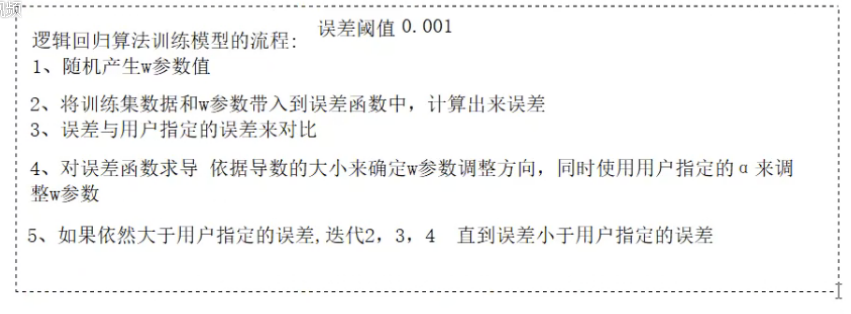 视频
误差阈值 0.001
逻辑回归算法训练模型的流程:
1、随机产生w参数值
2、将训练集数据和w参数带入到误差函数中，计算出来误差
3、误差与用户指定的误差来对比
4、对误差函数求导 依据导数的大小来确定w参数调整方向，同时使用用户指定的α来调
整w参数
5、如果依然大于用户指定的误差,迭代2，3，4 直到误差小于用户指定的误差